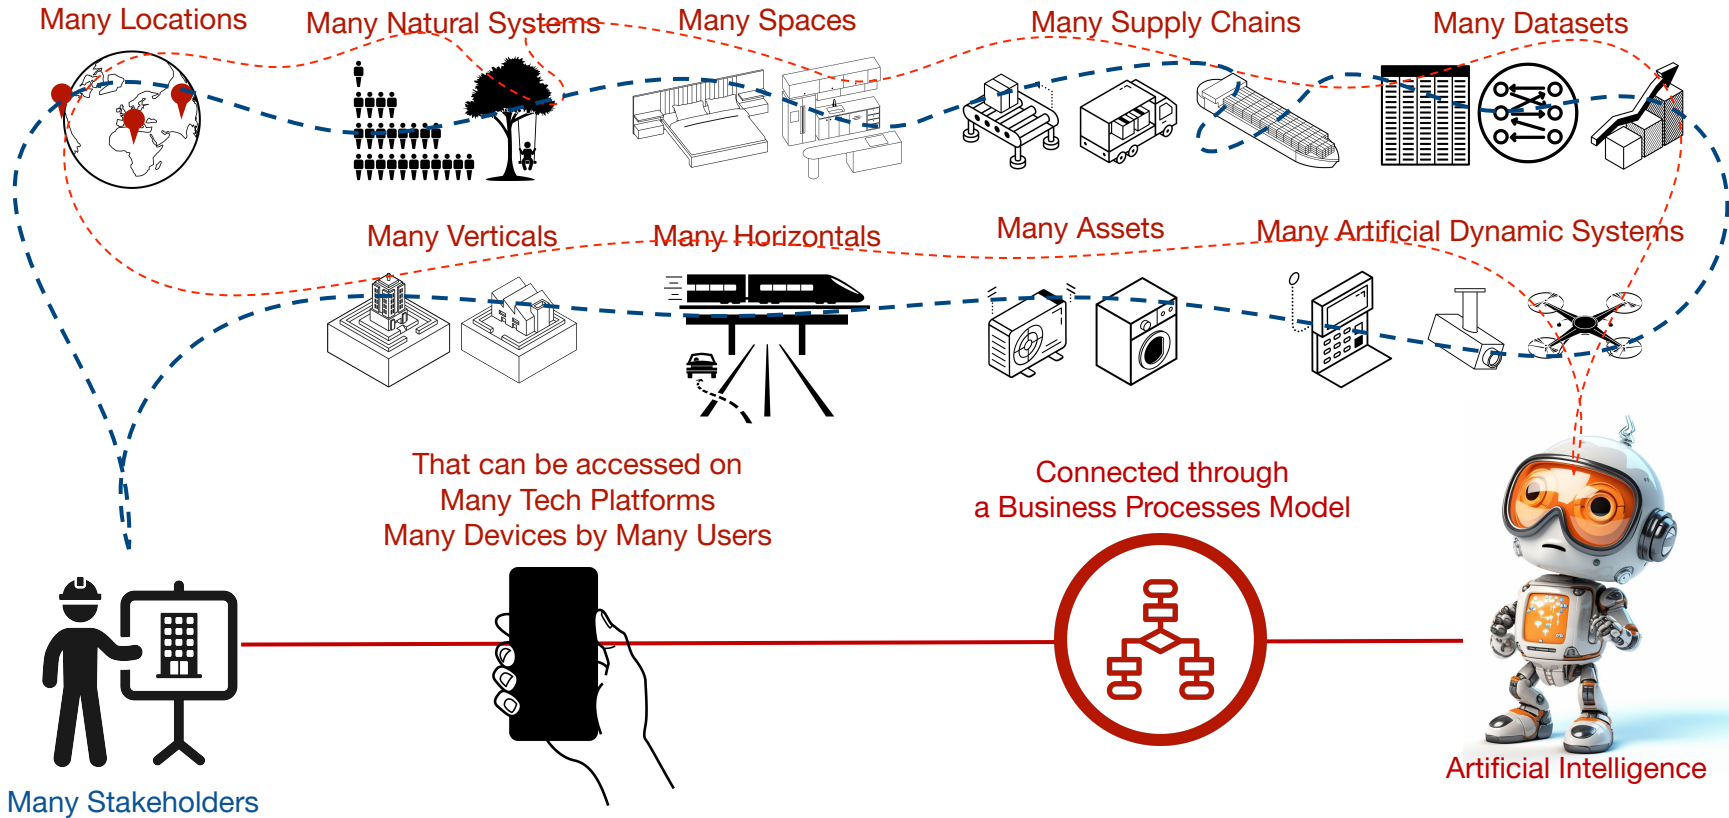 Many Locations
Many Natural Systems
Many Spaces
Many Supply Chains
Many Datasets
Many Verticals
Many Horizontals
Many Assets
Many Artificial Dynamic Systems
That can be accessed on
Many Tech Platforms
Many Devices by Many Users
Connected through
a Business Processes Model
Many Stakeholders
Artificial Intelligence